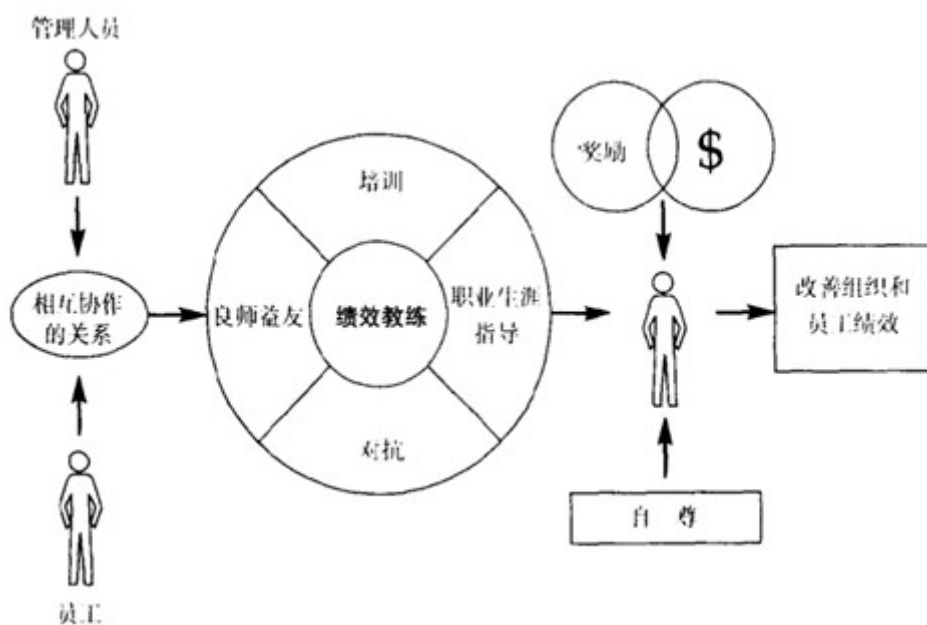 管理人员
相互协作
的关系
员工
培训
良师益友
绩效教练
职业生涯
指导
对抗
奖励
$
自尊
改善组织和
员工绩效